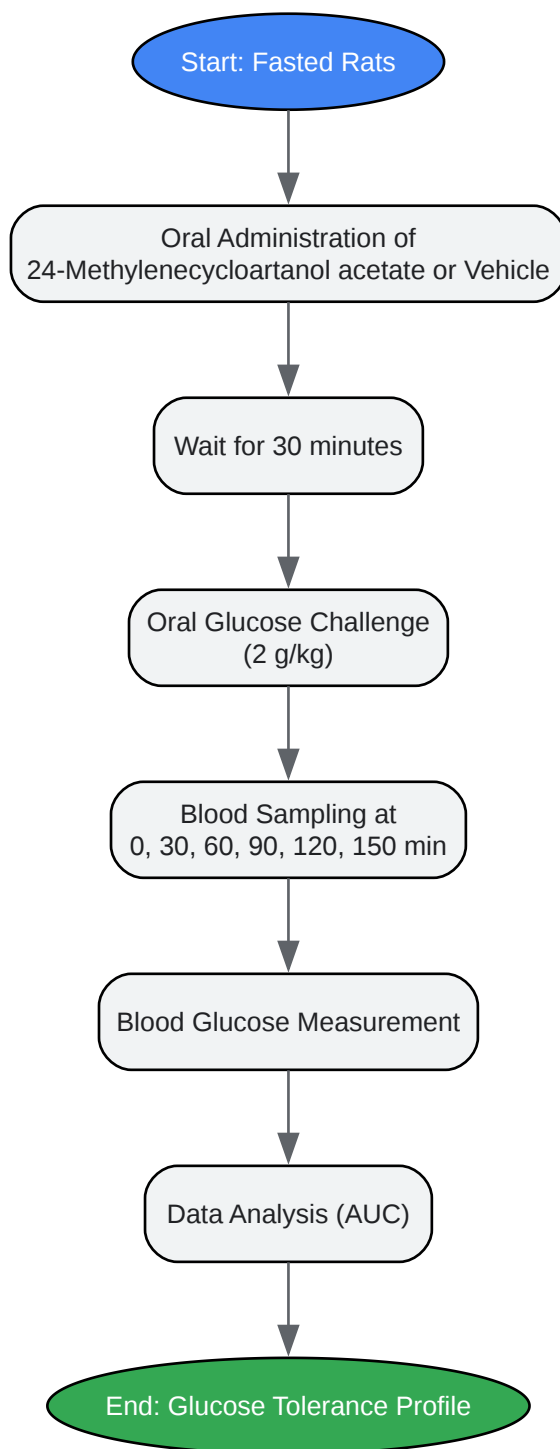 Start: Fasted Rats
Oral Administration of
24-Methylenecycloartanol acetate or Vehicle
Wait for 30 minutes
Oral Glucose Challenge
(2 g/kg)
Blood Sampling at
0, 30, 60, 90, 120, 150 min
Blood Glucose Measurement
Data Analysis (AUC)
End: Glucose Tolerance Profile